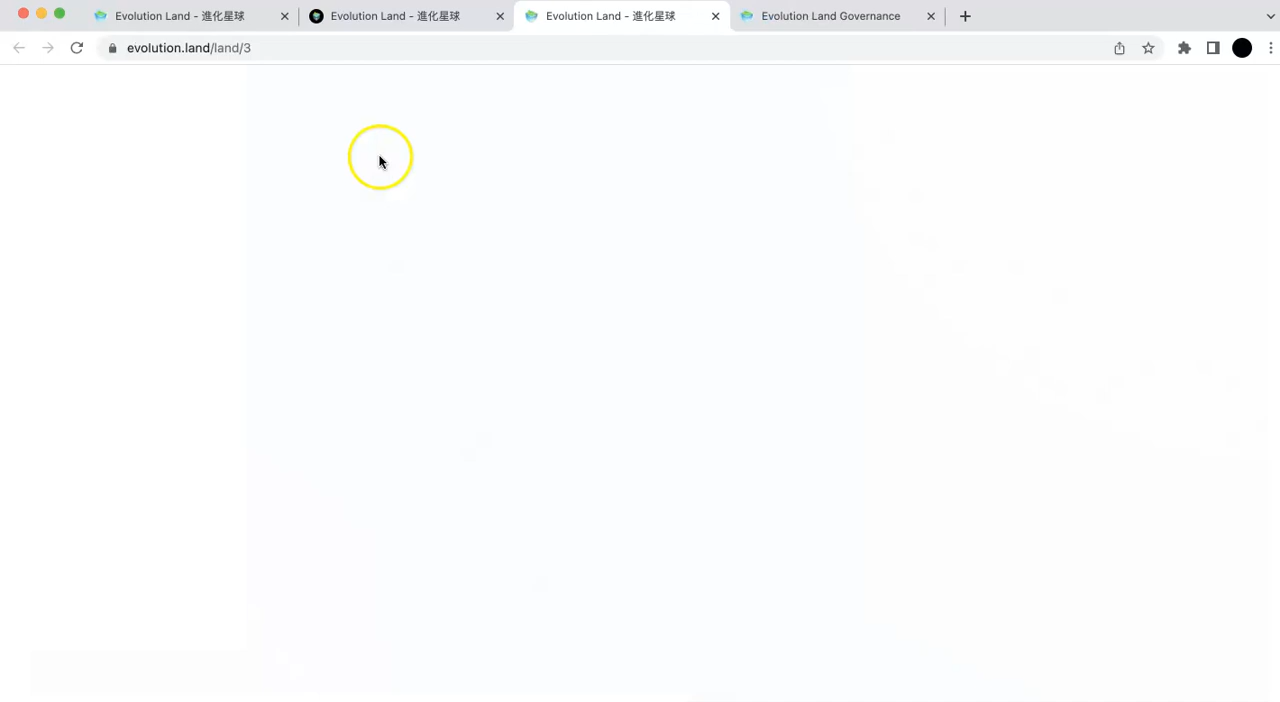 Evolution Land - 進化星球
Evolution Land - 進化星球
Evolution Land - 進化星球
Evolution Land Governance
evolution.land/land/3